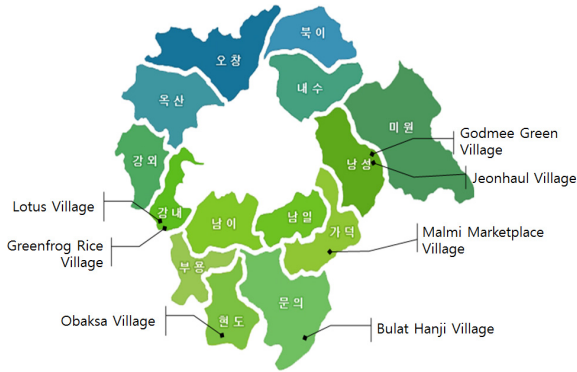 북이
오창
내수
옥산
미원
Godmee Green
Village
강외
낭성
Jeonhaul Village
Lotus Village
강내
남이
남일
가덕
Malmi Marketplace
Village
Greenfrog Rice
Village
부용
문의
현도
Obaksa Village
Bulat Hanji Village